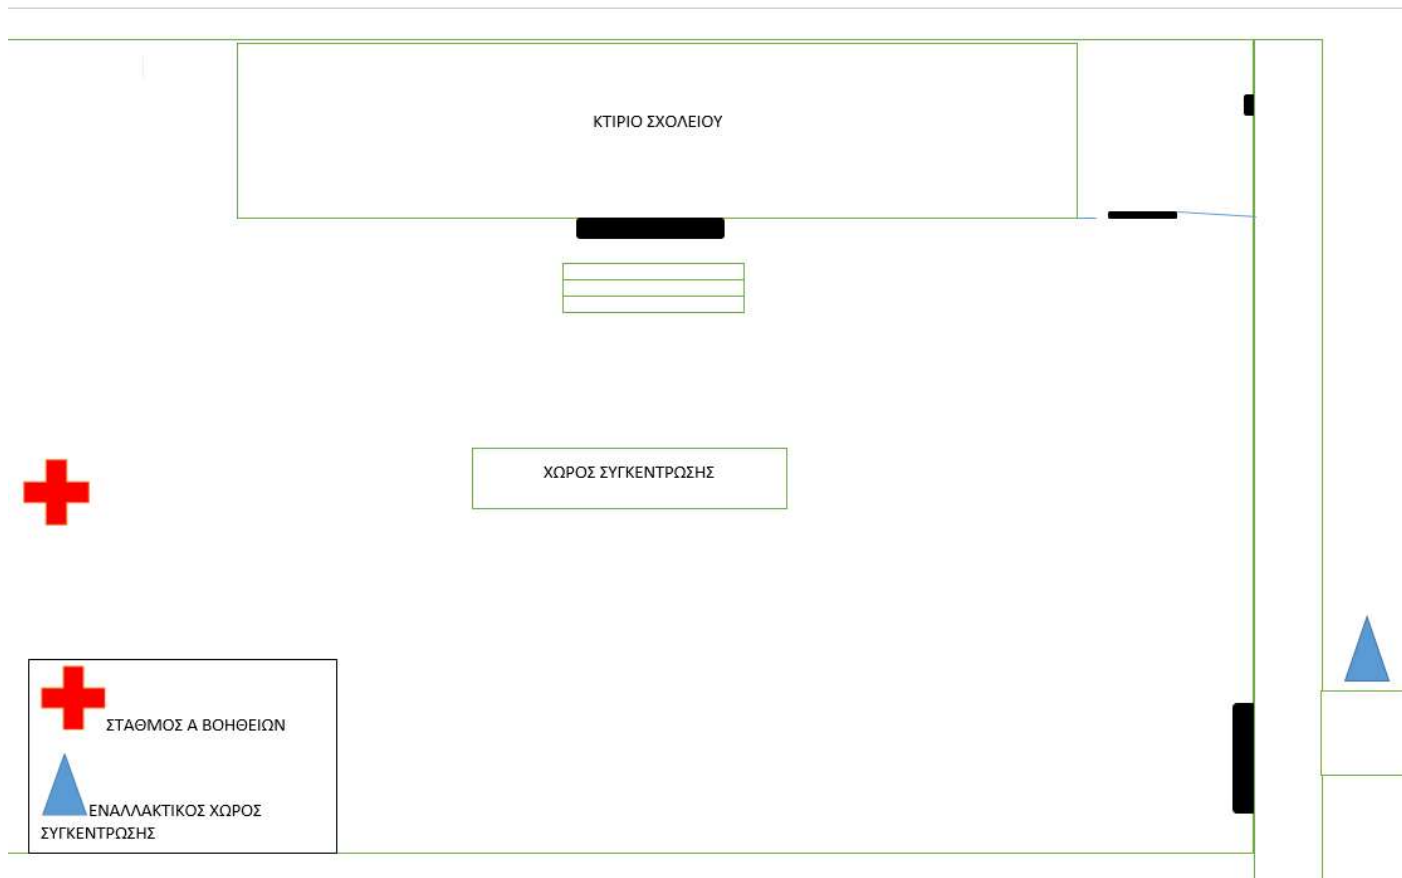 ΚΤΙΡΙΟ ΣΧΟΛΕΙΟΥ
ΧΩΡΟΣ ΣΥΓΚΕΝΤΡΩΣΗΣ
ΣΤΑΘΜΟΣ Α ΒΟΗΘΕΙΩΝ
ΕΝΑΛΛΑΚΤΙΚΟΣ ΧΩΡΟΣ
ΣΥΓΚΕΝΤΡΩΣΗΣ